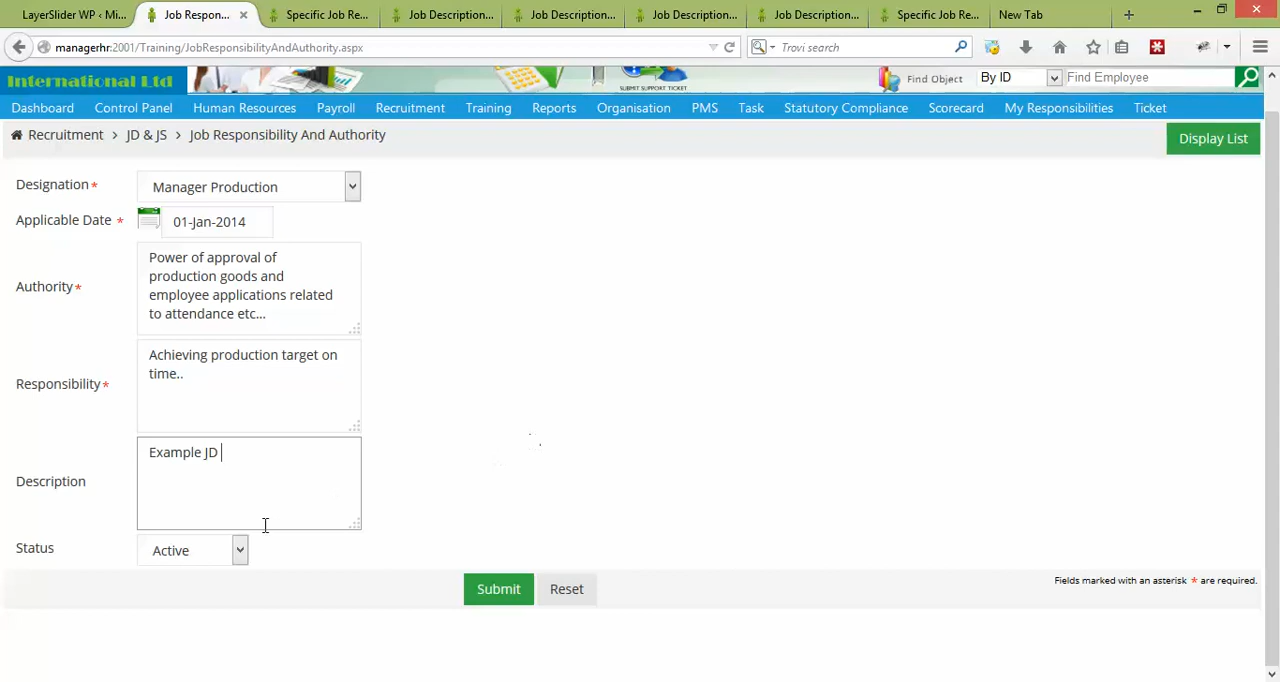 LayerSlider WP ‹ Mi...
Job Respon...
Specific Job Re...
Job Description...
Job Description...
Job Description...
Job Description...
Specific Job Re...
New Tab
managerhr:2001/Training/JobResponsibilityAndAuthority.aspx
Trovi search
International Ltd
SUBMIT SUPPORT TICKET
Find Object
By ID
Find Employee
Dashboard Control Panel Human Resources Payroll Recruitment Training Reports Organisation PMS Task Statutory Compliance Scorecard My Responsibilities Ticket
Recruitment > JD & JS > Job Responsibility And Authority
Display List
Designation *
Manager Production
Applicable Date *
01-Jan-2014
Authority *
Power of approval of
production goods and
employee applications related
to attendance etc...
Responsibility *
Achieving production target on
time..
Description
Example JD
Status
Active
Submit
Reset
Fields marked with an asterisk * are required.